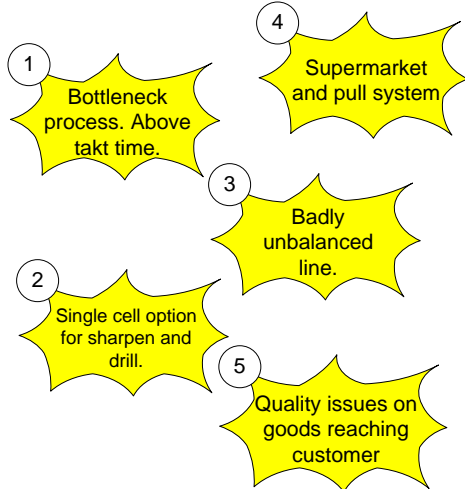 1
Bottleneck
process. Above
takt time.
4
Supermarket
and pull system
3
Badly
unbalanced
line.
2
Single cell option
for sharpen and
drill.
5
Quality issues on
goods reaching
customer